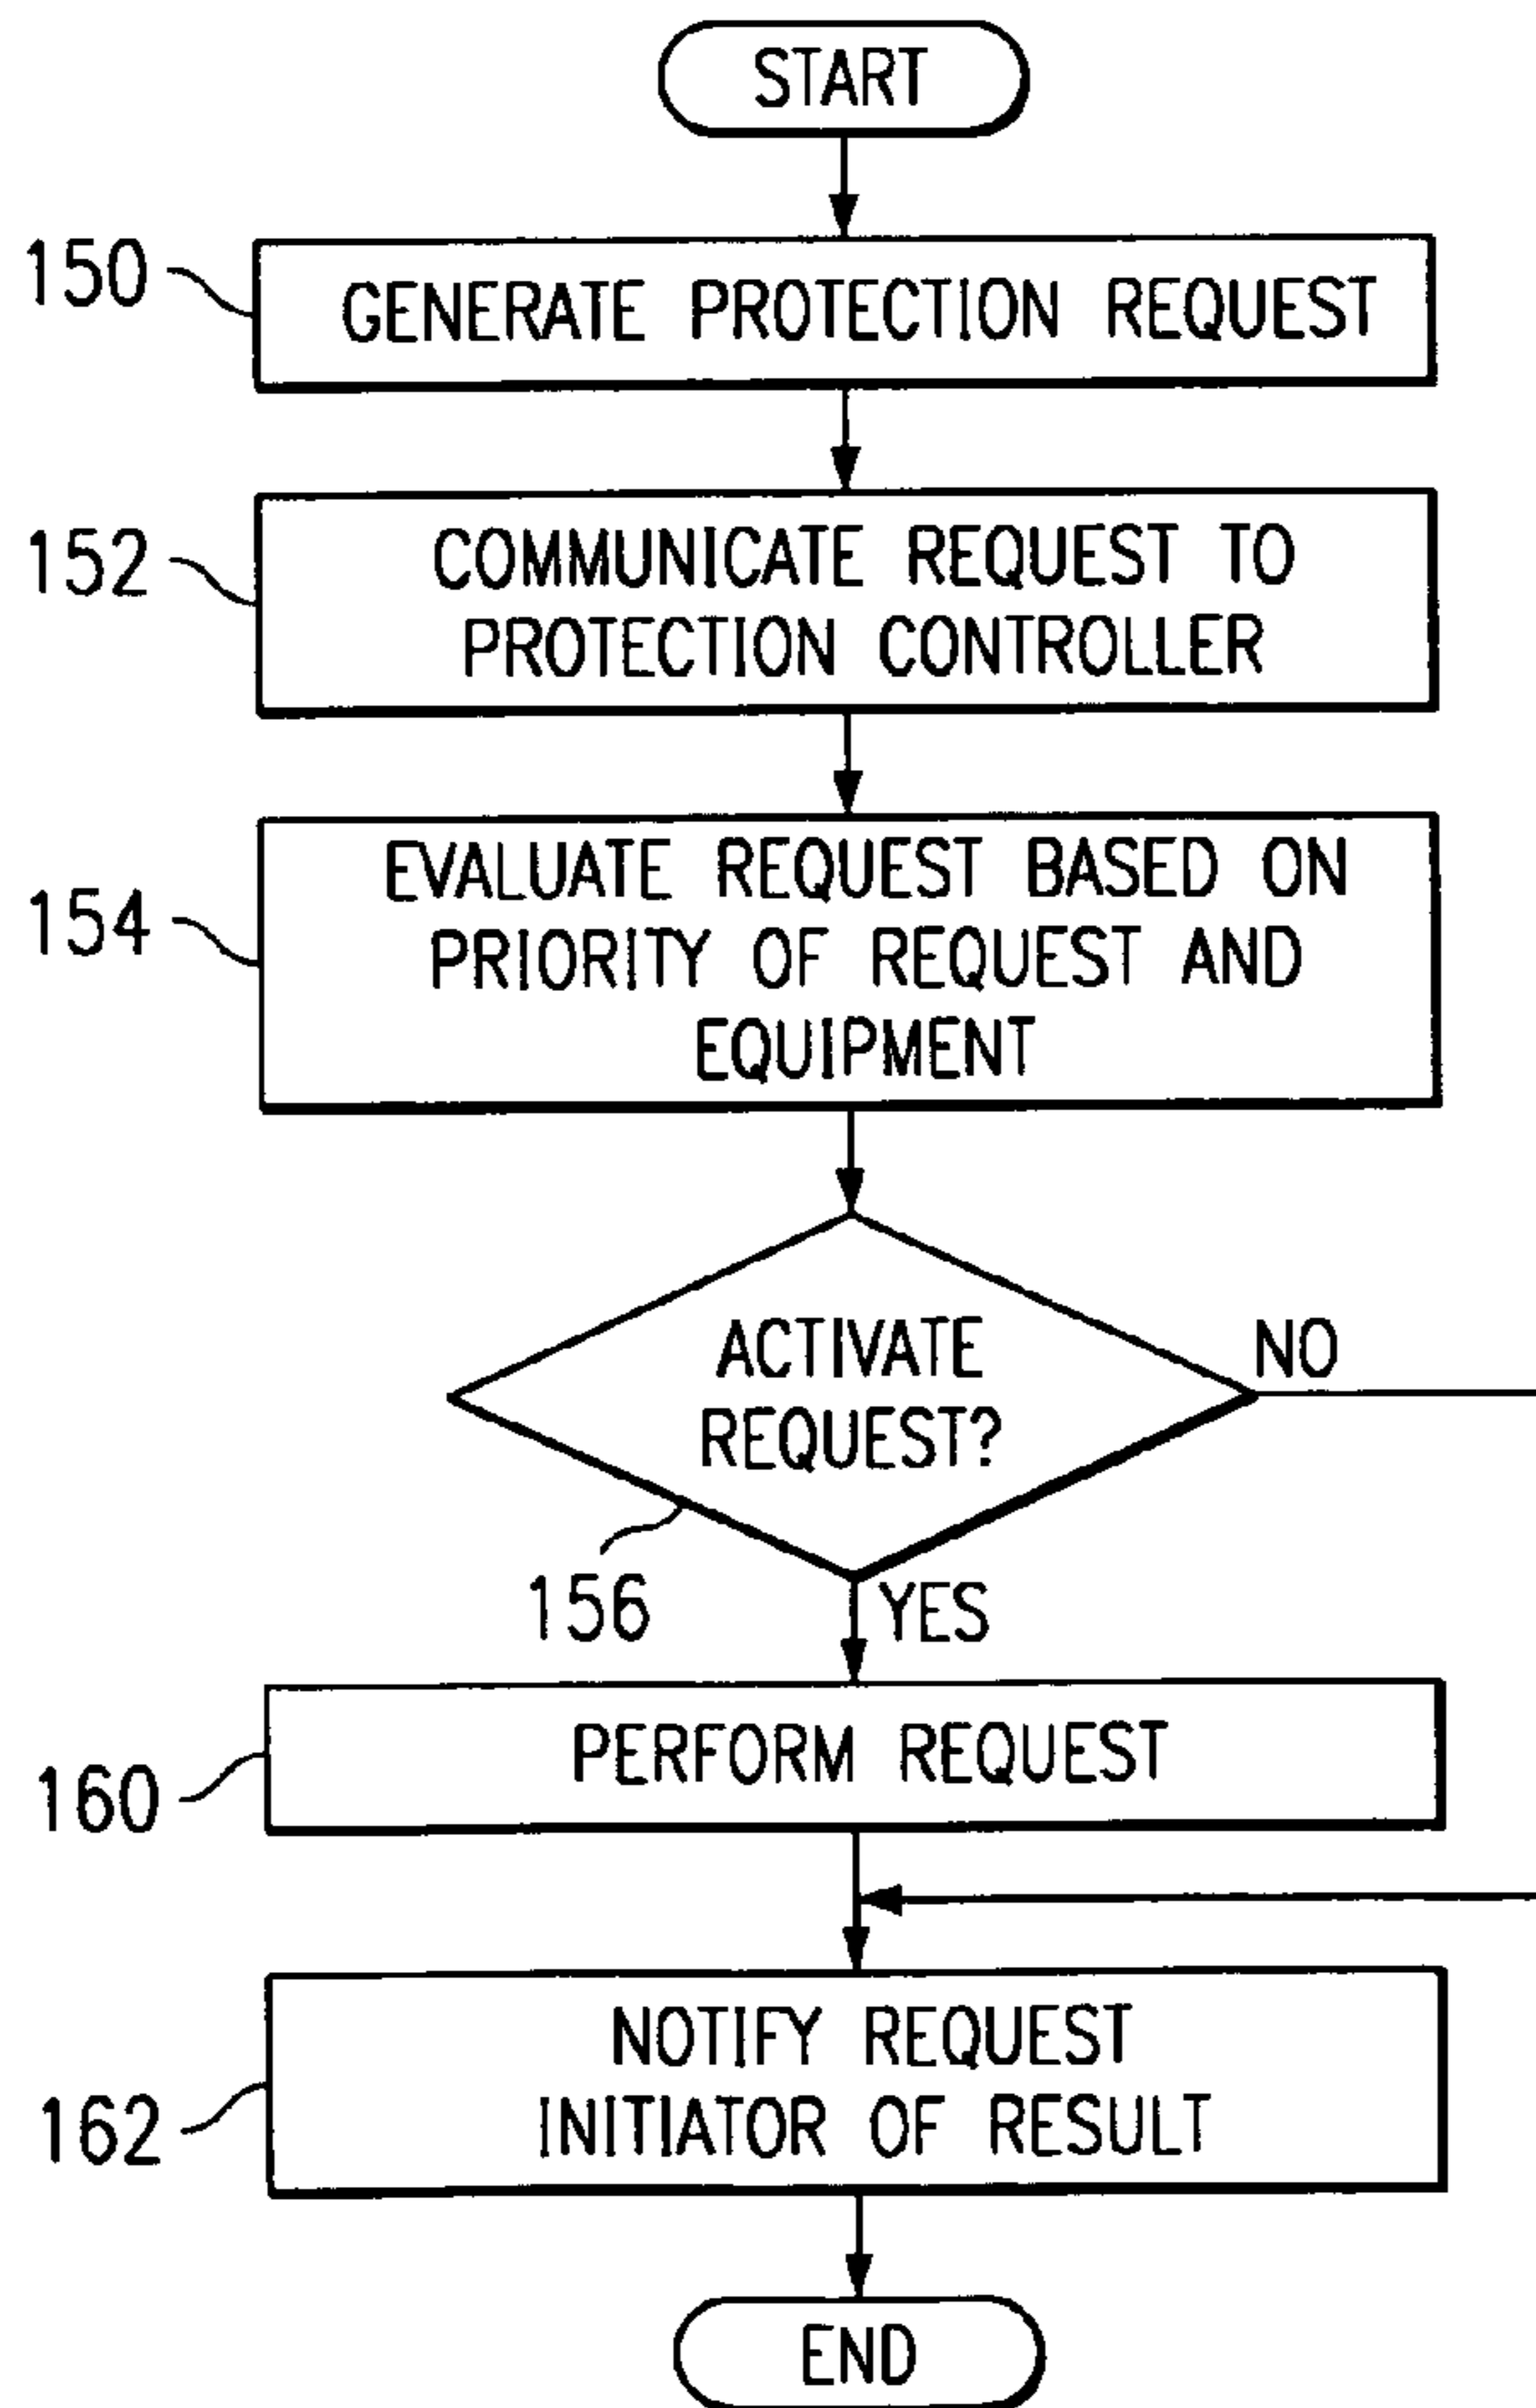 START
150
GENERATE PROTECTION REQUEST
152
COMMUNICATE REQUEST TO
PROTECTION CONTROLLER
154
EVALUATE REQUEST BASED ON
PRIORITY OF REQUEST AND
EQUIPMENT
ACTIVATE
REQUEST?
NO
156
YES
160
PERFORM REQUEST
162
NOTIFY REQUEST
INITIATOR OF RESULT
END